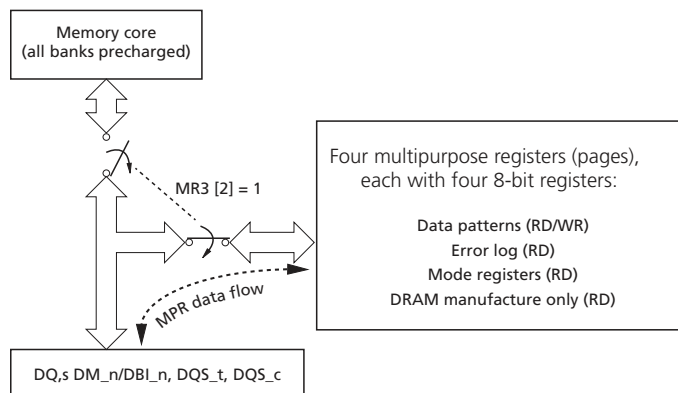 Memory core
(all banks precharged)
MR3 [2] = 1
MPR data flow
Four multipurpose registers (pages),
each with four 8-bit registers:
Data patterns (RD/WR)
Error log (RD)
Mode registers (RD)
DRAM manufacture only (RD)
DQ,s DM_n/DBI_n, DQS_t, DQS_c